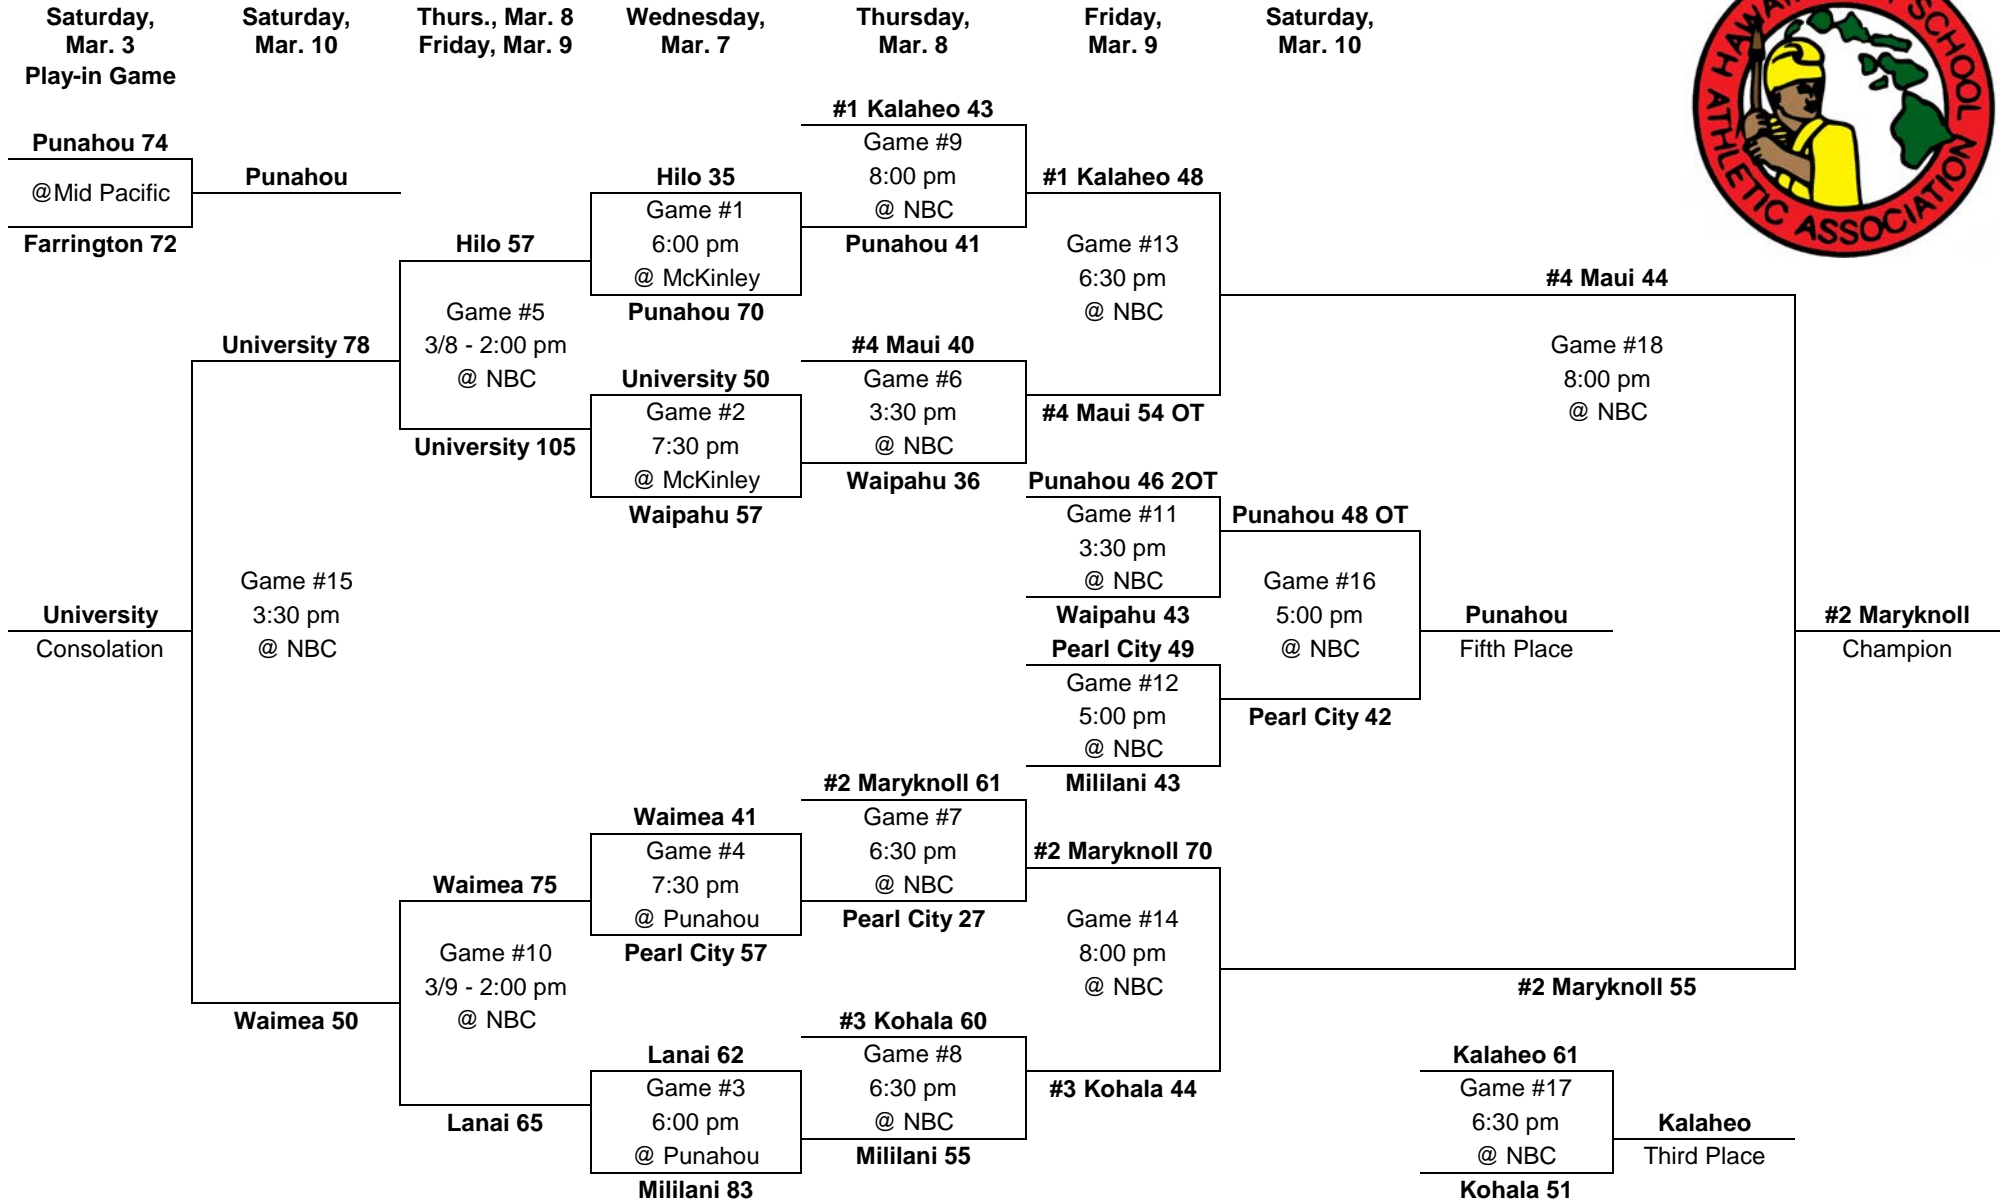 Saturday,
Mar. 3
Play-in Game
Saturday,
Mar. 10
Thurs., Mar. 8
Friday, Mar. 9
Wednesday,
Mar. 7
Thursday,
Mar. 8
Friday,
Mar. 9
Saturday,
Mar. 10
ATHLETIC ASSOCIATION
Punahou 74
@Mid Pacific
Farrington 72
Punahou
Hilo 57
Game #5
3/8 - 2:00 pm
@ NBC
University 105
University 78
Game #15
3:30 pm
@ NBC
Waimea 50
University
Consolation
Waimea 75
Game #10
3/9 - 2:00 pm
@ NBC
Lanai 65
Hilo 35
Game #1
6:00 pm
@ McKinley
Punahou 70
University 50
Game #2
7:30 pm
@ McKinley
Waipahu 57
Waimea 41
Game #4
7:30 pm
@ Punahou
Pearl City 57
Lanai 62
Game #3
6:00 pm
@ Punahou
Mililani 83
#1 Kalaheo 43
Game #9
8:00 pm
@ NBC
Punahou 41
#4 Maui 40
Game #6
3:30 pm
@ NBC
Waipahu 36
#2 Maryknoll 61
Game #7
6:30 pm
@ NBC
Pearl City 27
#3 Kohala 60
Game #8
6:30 pm
@ NBC
Mililani 55
#1 Kalaheo 48
Game #13
6:30 pm
@ NBC
#4 Maui 54 OT
Punahou 46 2OT
Game #11
3:30 pm
@ NBC
Waipahu 43
Pearl City 49
Game #12
5:00 pm
@ NBC
Mililani 43
#2 Maryknoll 70
Game #14
8:00 pm
@ NBC
#3 Kohala 44
Punahou 48 OT
Game #16
5:00 pm
@ NBC
Pearl City 42
Punahou
Fifth Place
#4 Maui 44
Game #18
8:00 pm
@ NBC
#2 Maryknoll 55
#2 Maryknoll
Champion
Kalaheo 61
Game #17
6:30 pm
@ NBC
Kohala 51
Kalaheo
Third Place